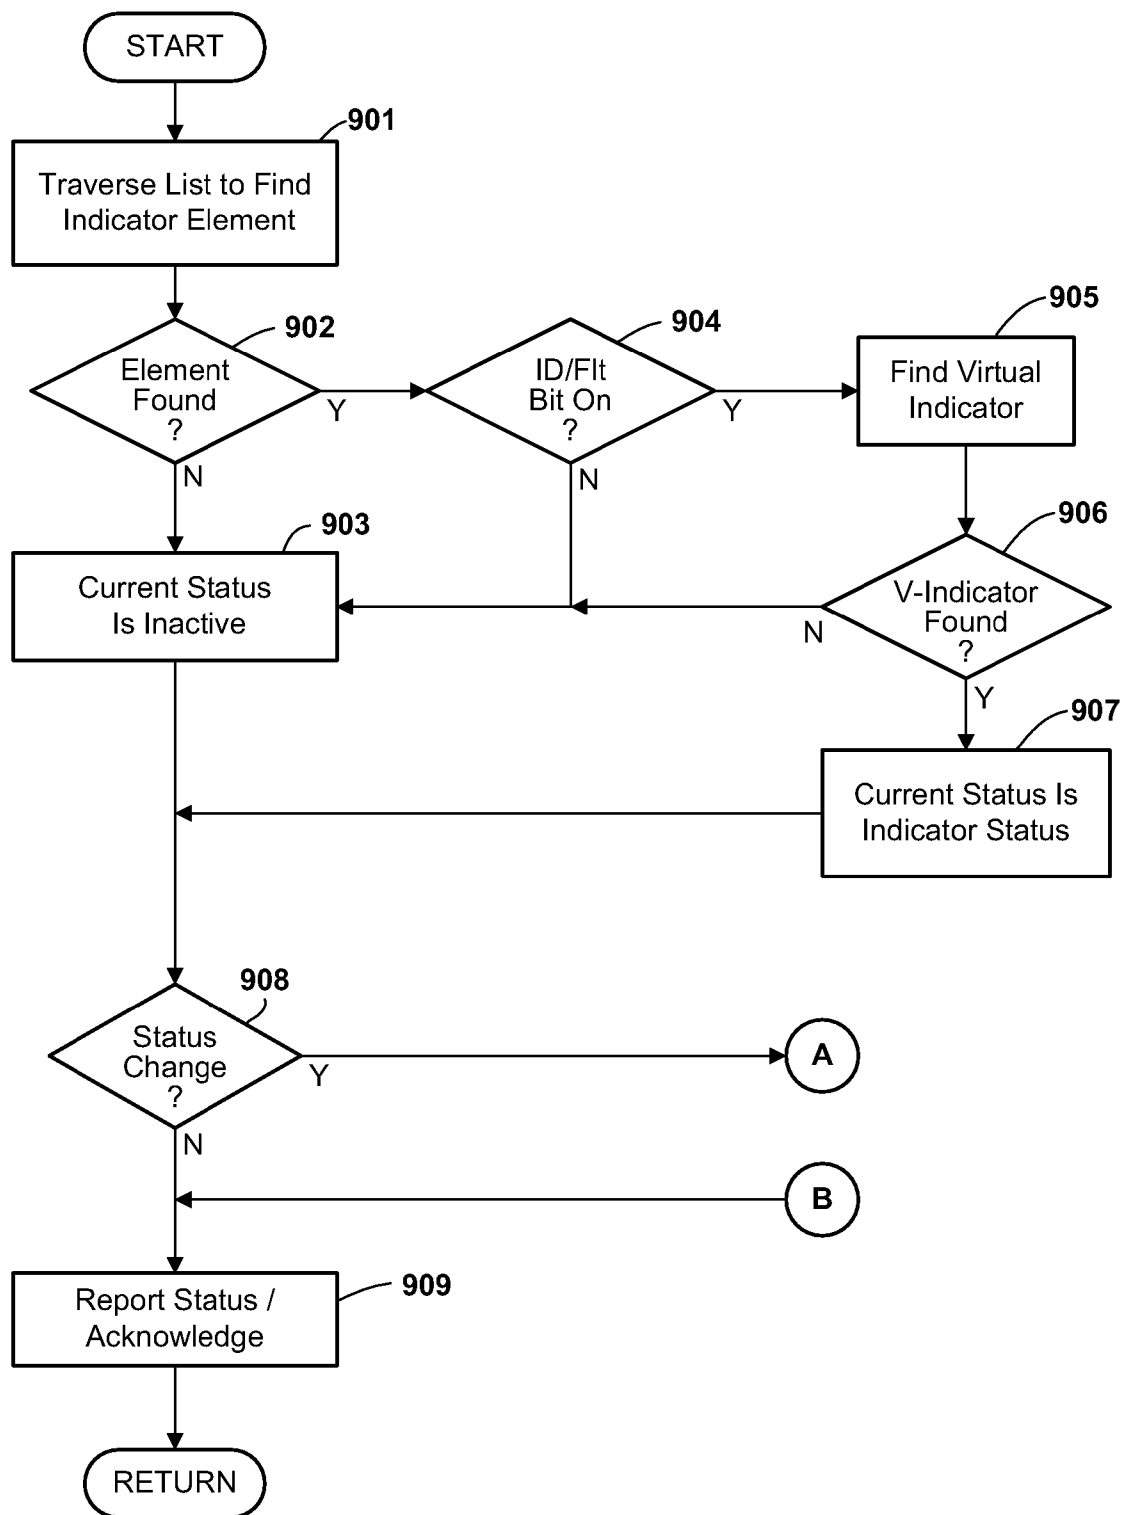 START
901
Traverse List to Find
Indicator Element
902
Element
Found
?
Y
N
904
ID/Flt
Bit On
?
Y
N
905
Find Virtual
Indicator
903
Current Status
Is Inactive
906
V-Indicator
Found
?
N
Y
907
Current Status Is
Indicator Status
908
Status
Change
?
Y
N
A
B
909
Report Status /
Acknowledge
RETURN